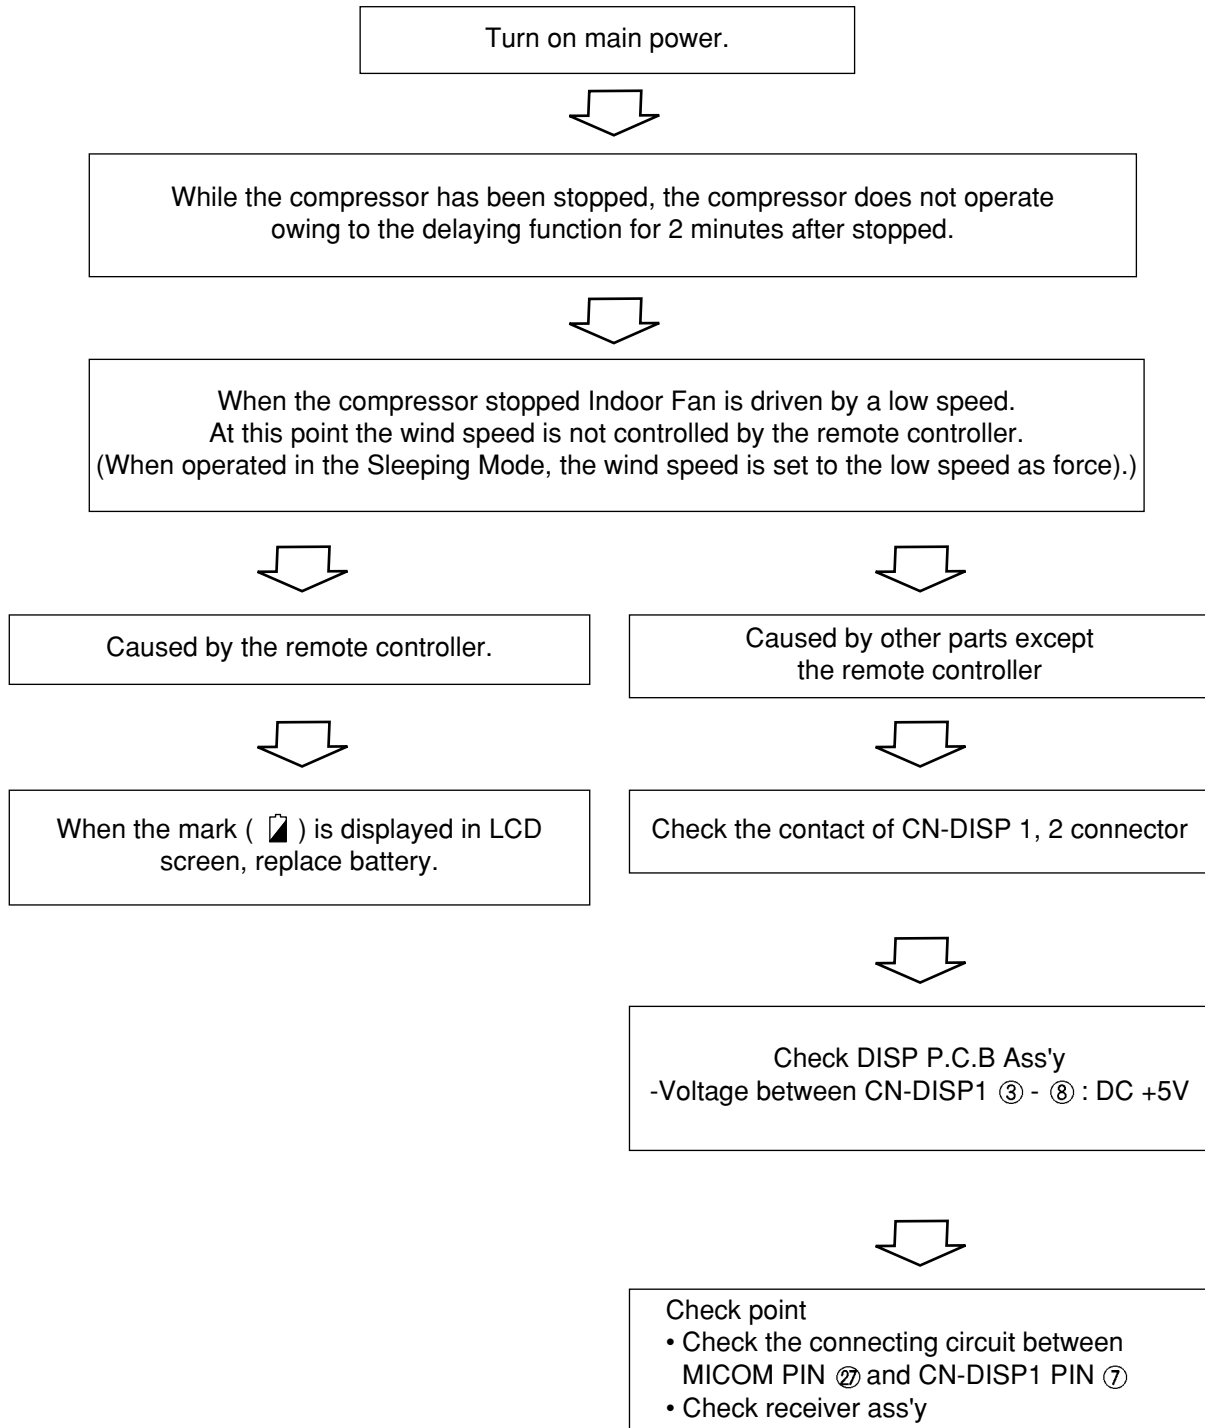 Turn on main power.
While the compressor has been stopped, the compressor does not operate
owing to the delaying function for 2 minutes after stopped.
When the compressor stopped Indoor Fan is driven by a low speed.
At this point the wind speed is not controlled by the remote controller.
(When operated in the Sleeping Mode, the wind speed is set to the low speed as force).)
Caused by the remote controller.
Caused by other parts except
the remote controller
When the mark ( ) is displayed in LCD
screen, replace battery.
Check the contact of CN-DISP 1, 2 connector
Check DISP P.C.B Ass'y
-Voltage between CN-DISP1 ③ - ⑧ : DC +5V
Check point
• Check the connecting circuit between
MICOM PIN ㉗ and CN-DISP1 PIN ⑦
• Check receiver ass'y